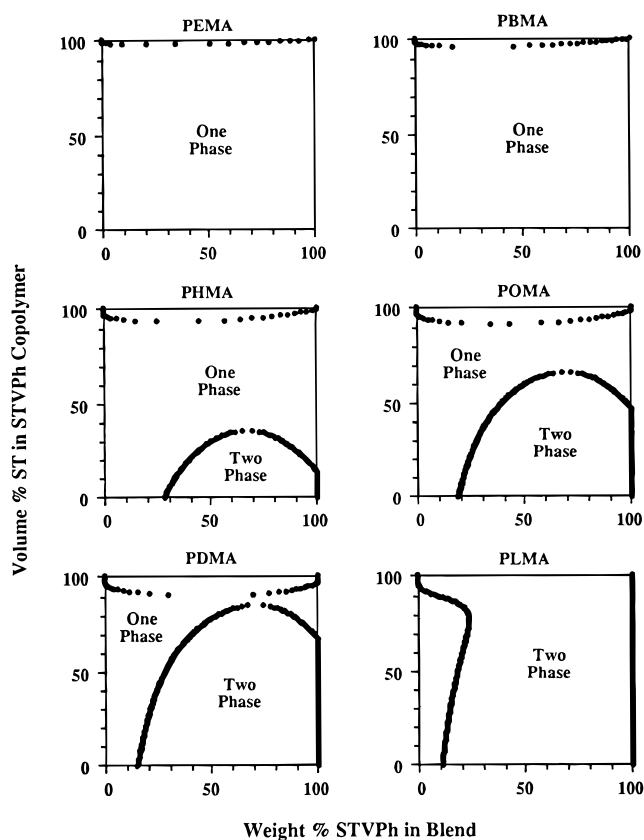 PEMA
100
50
0
0
50
100
One
Phase
PBMA
100
50
0
0
50
100
One
Phase
PHMA
100
50
0
0
50
100
One
Phase
Two
Phase
POMA
100
50
0
0
50
100
One
Phase
Two
Phase
PDMA
100
50
0
0
50
100
One
Phase
Two
Phase
PLMA
100
50
0
0
50
100
Two
Phase
Volume % ST in STVPh Copolymer
Weight % STVPh in Blend